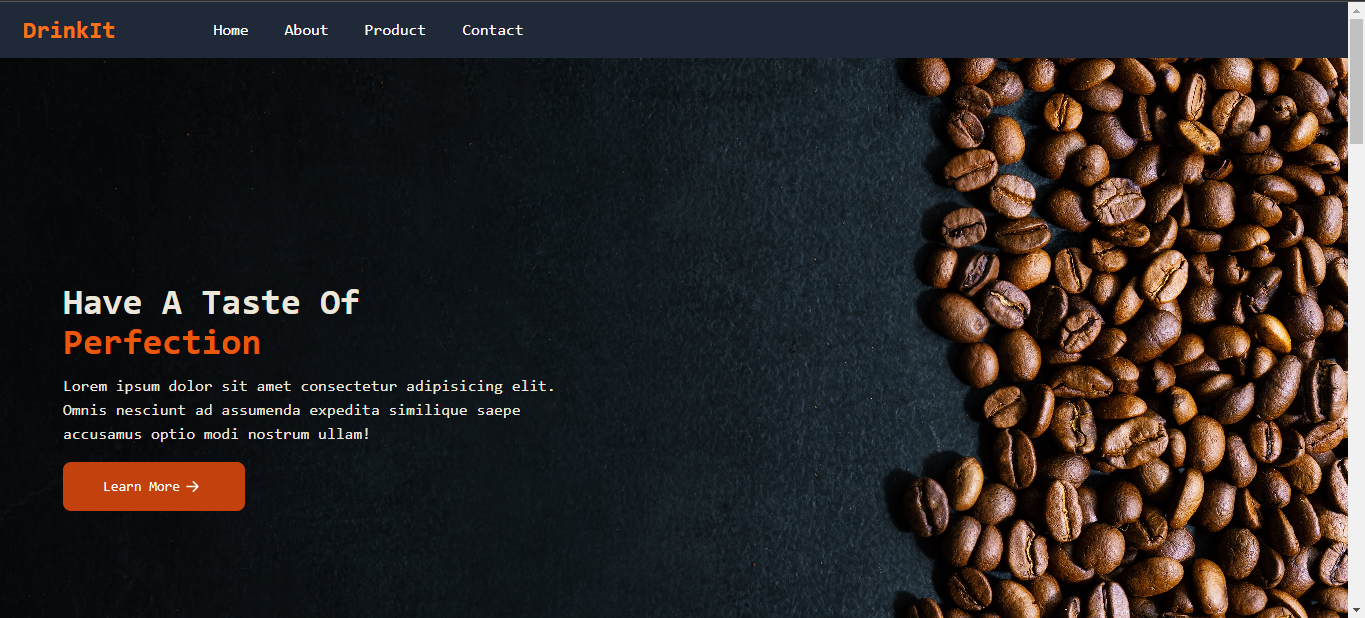 DrinkIt
Home About Product Contact
Have A Taste Of
Perfection
Lorem ipsum dolor sit amet consectetur adipisicing elit.
Omnis nesciunt ad assumenda expedita similique saepe
accusamus optio modi nostrum ullam!
Learn More →